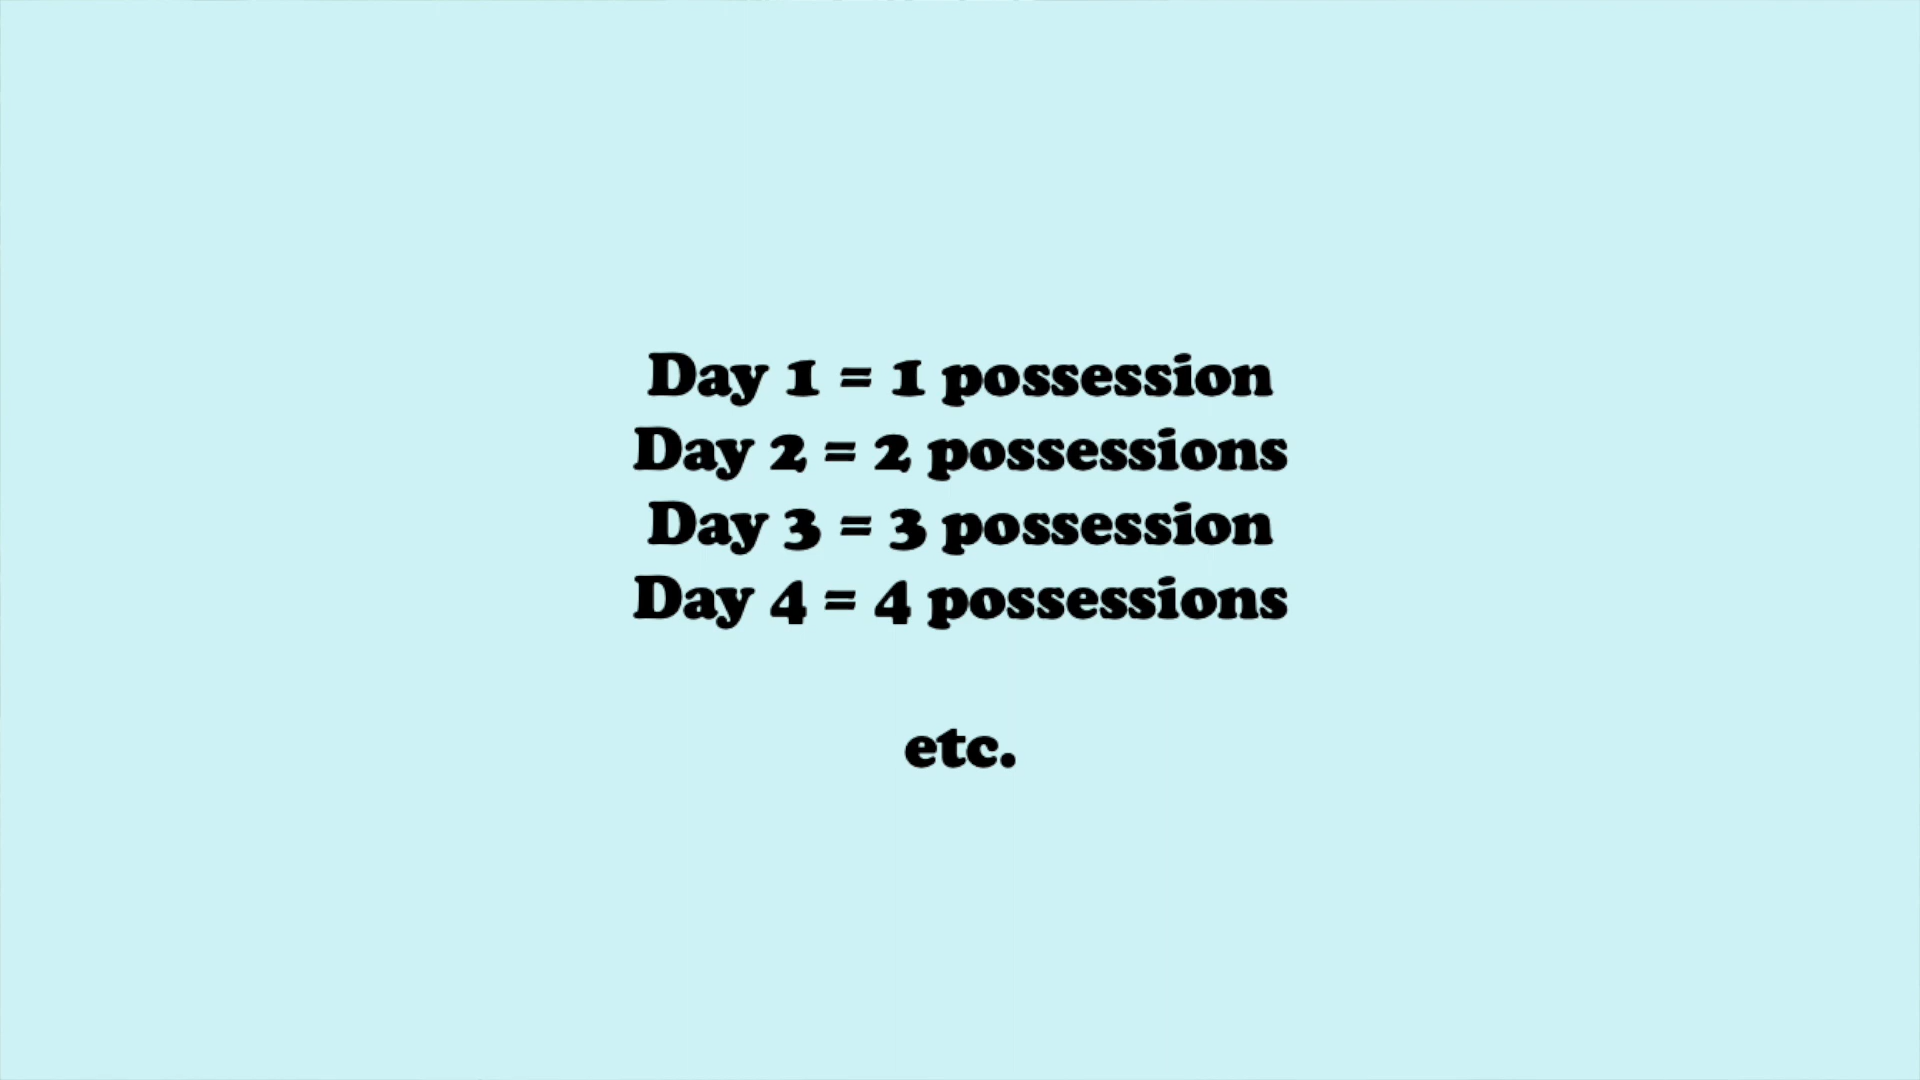 Day 1 = 1 possession
Day 2 = 2 possessions
Day 3 = 3 possession
Day 4 = 4 possessions
etc.